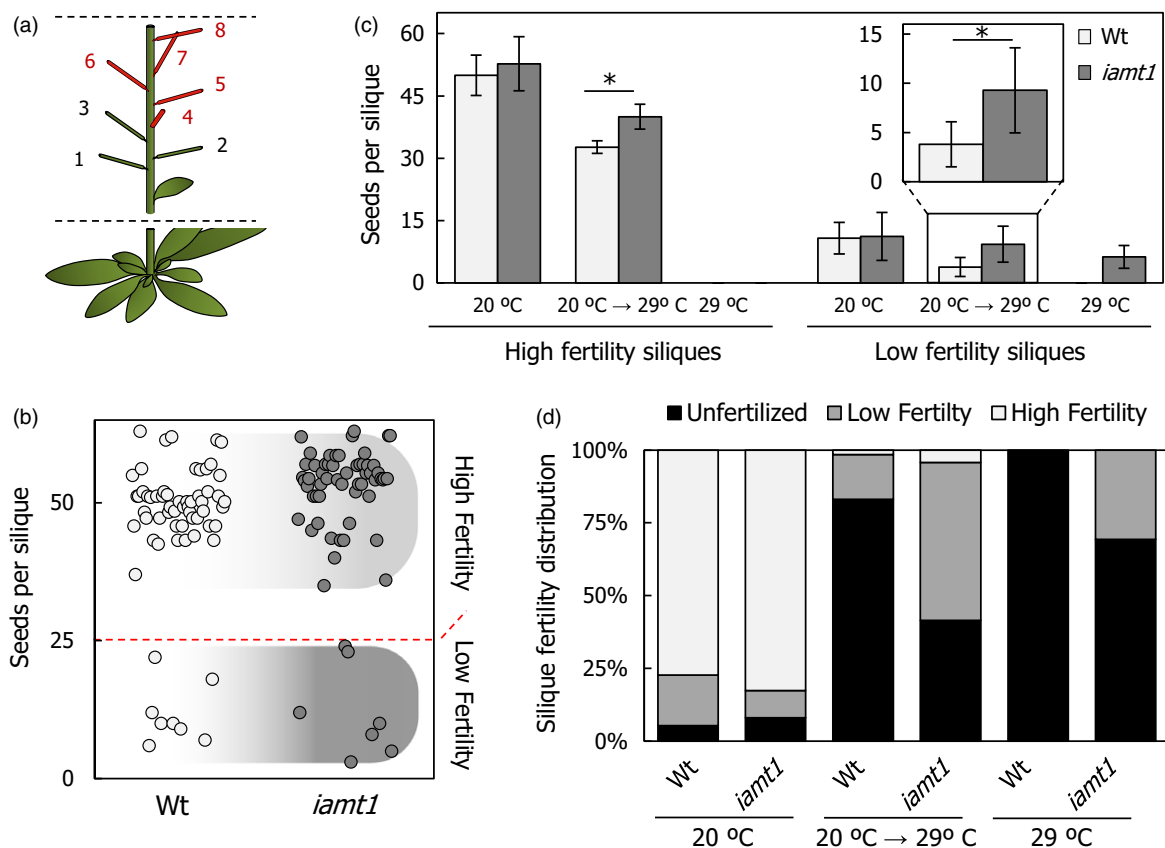 (a)
8
7
6
5
3
4
1
2
(c)
Seeds per silique
60
45
30
15
0
*
20 ºC
20 ºC → 29º C
29 ºC
High fertility siliques
15
10
5
0
*
Wt
iamt1
20 ºC
20 ºC → 29º C
29 ºC
Low fertility siliques
(b)
Seeds per silique
50
25
0
High Fertility
Low Fertility
Wt
iamt1
(d)
Unfertilized
Low Fertilty
High Fertility
Silique fertility distribution
100%
75%
50%
25%
0%
Wt
iamt1
Wt
iamt1
Wt
iamt1
20 ºC
20 ºC → 29º C
29 ºC